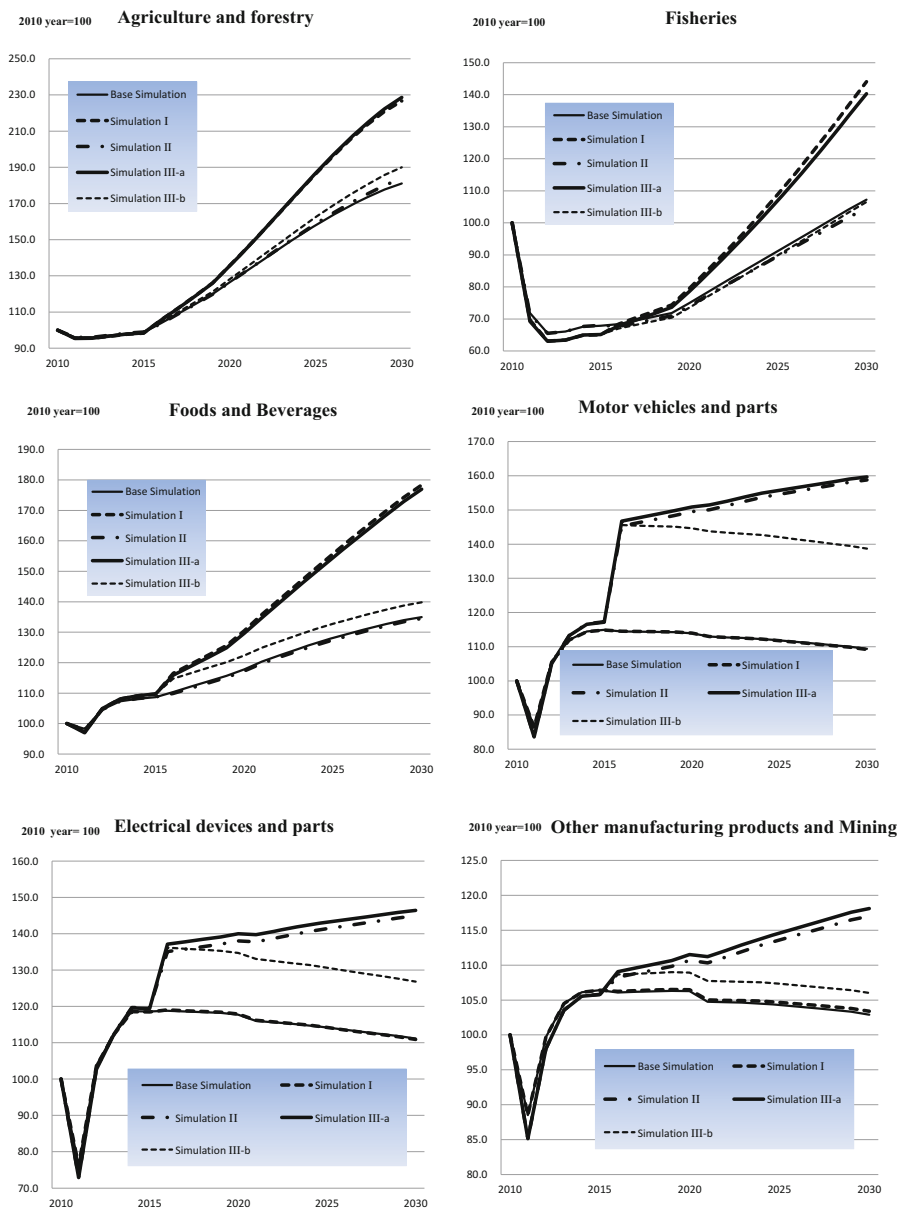 2010 year=100
Agriculture and forestry
250.0
230.0
210.0
190.0
170.0
150.0
130.0
110.0
90.0
Base Simulation
Simulation I
Simulation II
Simulation III-a
Simulation III-b
2010 2015 2020 2025 2030
2010 year=100
Fisheries
150.0
140.0
130.0
120.0
110.0
100.0
90.0
80.0
70.0
60.0
Base Simulation
Simulation I
Simulation II
Simulation III-a
Simulation III-b
2010 2015 2020 2025 2030
2010 year=100
Foods and Beverages
190.0
180.0
170.0
160.0
150.0
140.0
130.0
120.0
110.0
100.0
90.0
Base Simulation
Simulation I
Simulation II
Simulation III-a
Simulation III-b
2010 2015 2020 2025 2030
2010 year=100
Motor vehicles and parts
170.0
160.0
150.0
140.0
130.0
120.0
110.0
100.0
90.0
80.0
Base Simulation Simulation I
Simulation II Simulation III-a
Simulation III-b
2010 2015 2020 2025 2030
2010 year= 100
Electrical devices and parts
160.0
150.0
140.0
130.0
120.0
110.0
100.0
90.0
80.0
70.0
Base Simulation Simulation I
Simulation II Simulation III-a
Simulation III-b
2010 2015 2020 2025 2030
2010 year=100
Other manufacturing products and Mining
125.0
120.0
115.0
110.0
105.0
100.0
95.0
90.0
85.0
80.0
Base Simulation Simulation I
Simulation II Simulation III-a
Simulation III-b
2010 2015 2020 2025 2030